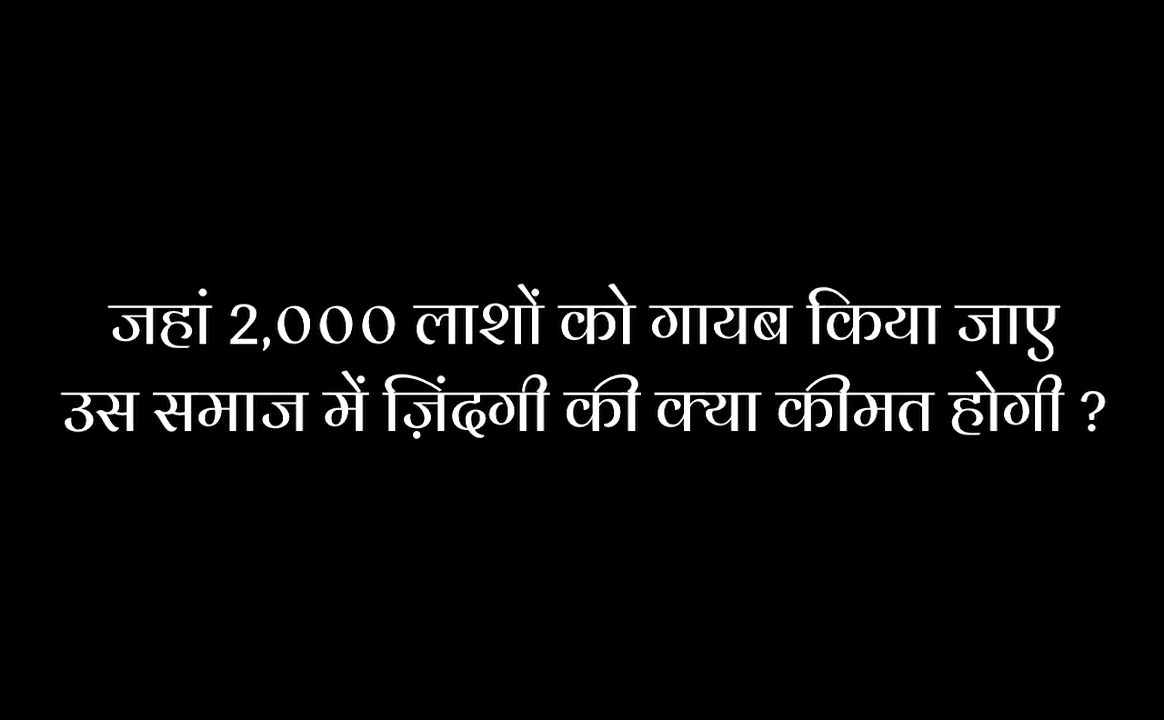 जहां 2,000 लाशों को गायब किया जाए
उस समाज में ज़िंदगी की क्या कीमत होगी ?